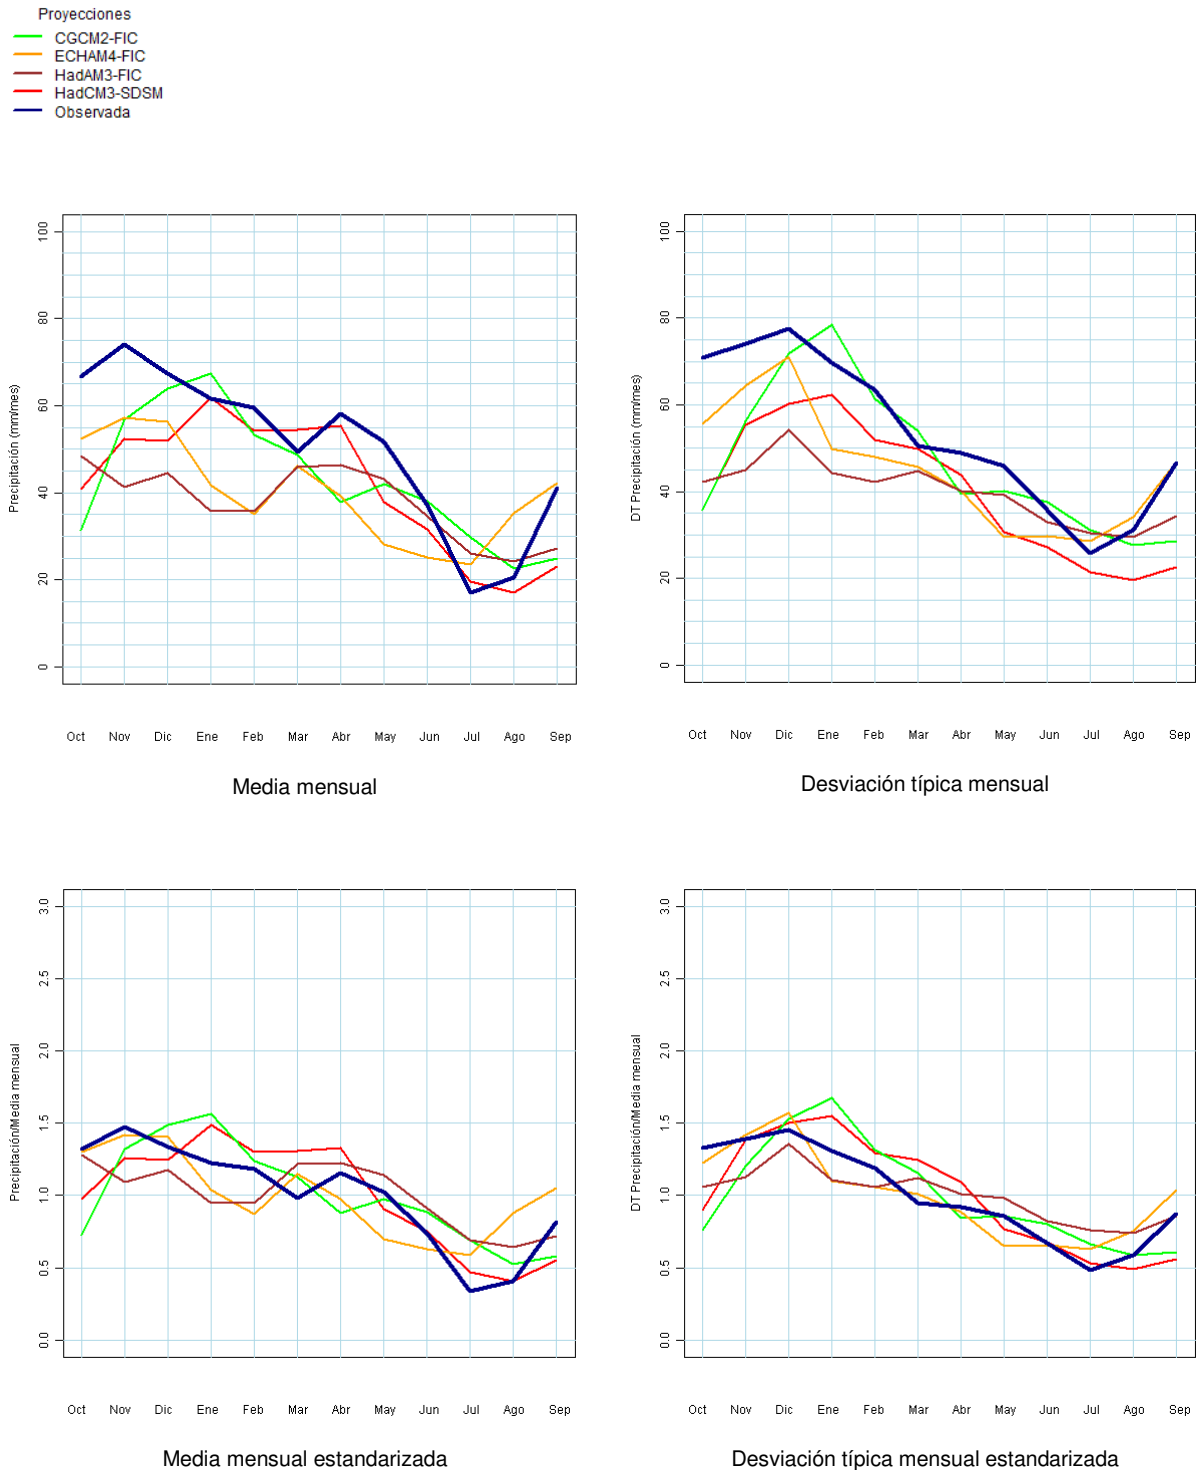 Proyecciones
CGCM2-FIC
ECHAM4-FIC
HadAM3-FIC
HadCM3-SDSM
Observada
Precipitación (mm/mes)
100
80
60
40
20
0
Oct Nov Dic Ene Feb Mar Abr May Jun Jul Ago Sep
Media mensual
DT Precipitación (mm/mes)
100
80
60
40
20
0
Oct Nov Dic Ene Feb Mar Abr May Jun Jul Ago Sep
Desviación típica mensual
Precipitación/Media mensual
3.0
2.5
2.0
1.5
1.0
0.5
0.0
Oct Nov Dic Ene Feb Mar Abr May Jun Jul Ago Sep
Media mensual estandarizada
DT Precipitación/Media mensual
3.0
2.5
2.0
1.5
1.0
0.5
0.0
Oct Nov Dic Ene Feb Mar Abr May Jun Jul Ago Sep
Desviación típica mensual estandarizada